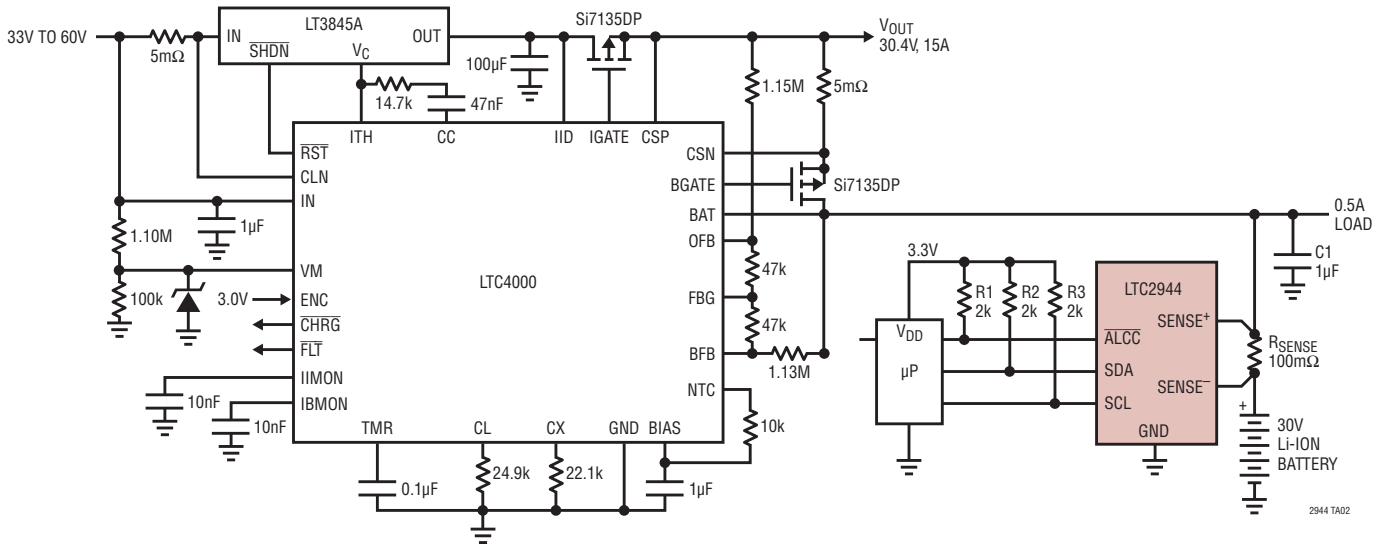 33V TO 60V
5mΩ
IN
LT3845A
OUT
SHDN
VC
Si7135DP
VOUT
30.4V, 15A
100µF
14.7k
47nF
1.15M
5mΩ
ITH
CC
IID
IGATE
CSP
RST
CLN
IN
1µF
1.10M
VM
100k
3.0V
ENC
CHRG
FLT
IIMON
10nF
IBMON
10nF
LTC4000
CSN
BGATE
Si7135DP
BAT
OFB
47k
FBG
47k
BFB
1.13M
NTC
10k
TMR
CL
CX
GND
BIAS
0.1µF
24.9k
22.1k
1µF
0.5A
LOAD
C1
1µF
3.3V
R1
2k
R2
2k
R3
2k
VDD
µP
LTC2944
ALCC
SDA
SCL
GND
SENSE+
SENSE–
RSENSE
100mΩ
+
30V
Li-ION
BATTERY
2944 TA02